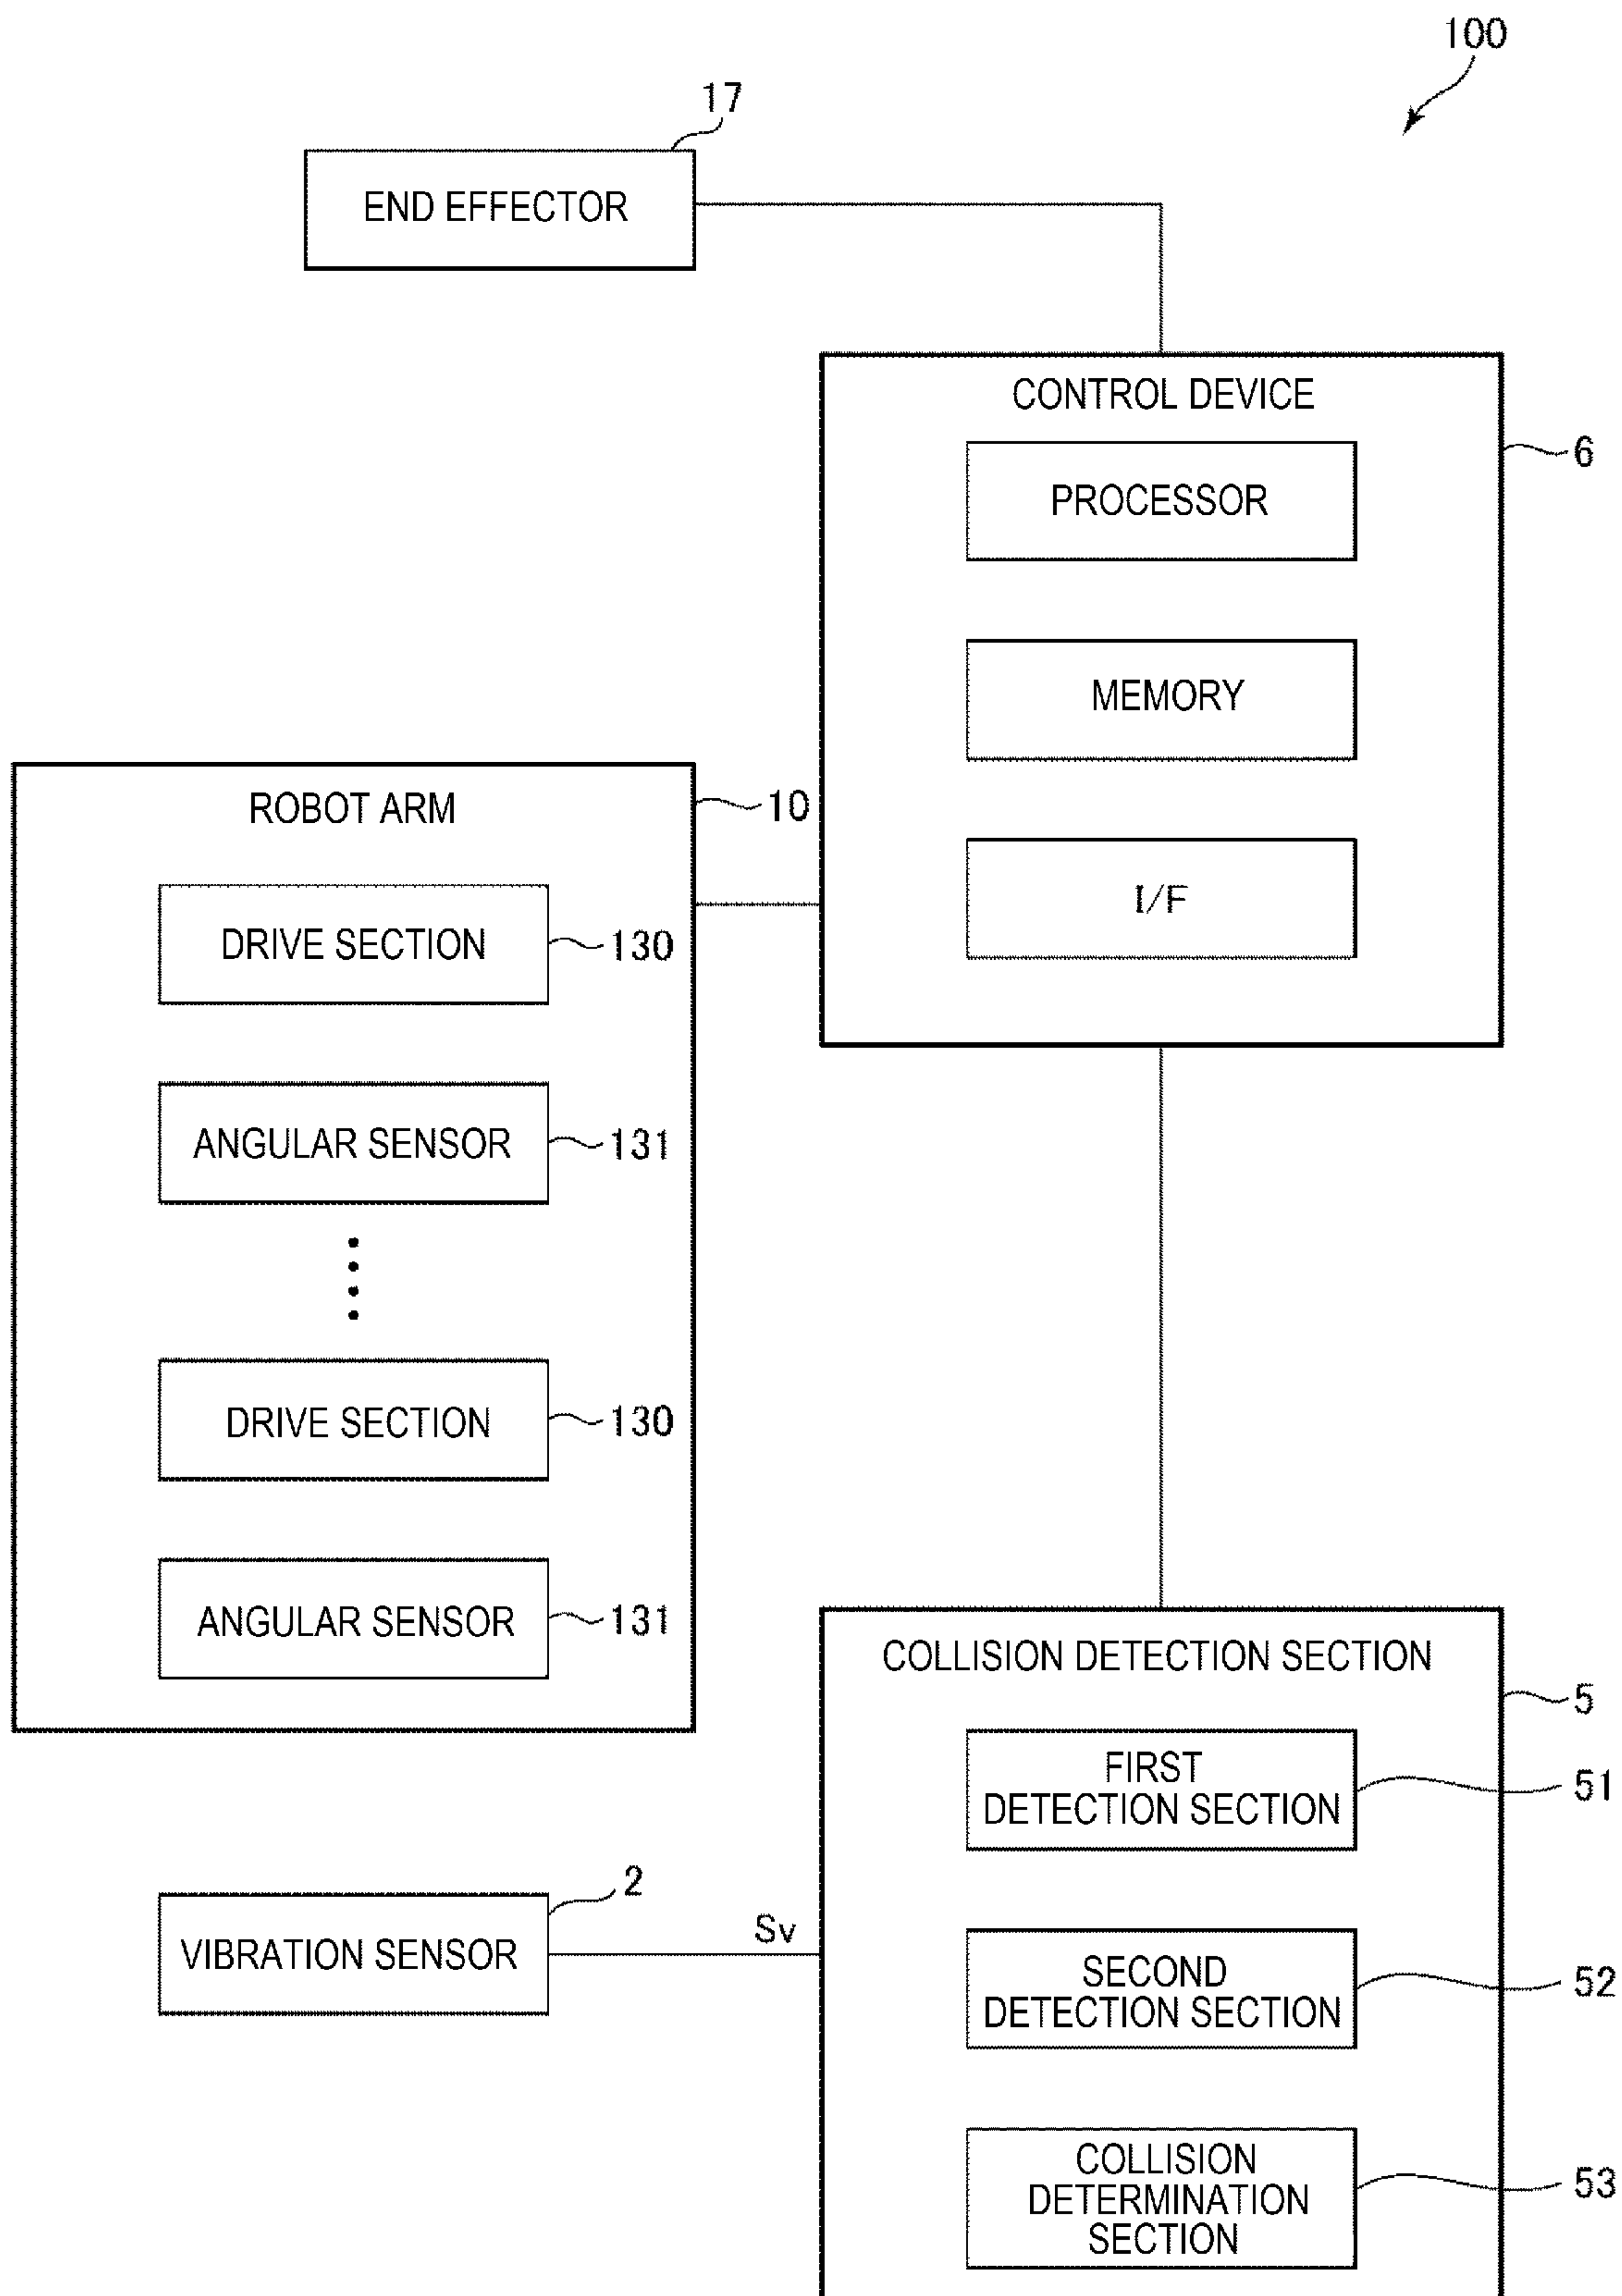 100
17
END EFFECTOR
CONTROL DEVICE
6
PROCESSOR
MEMORY
I/F
ROBOT ARM
10
DRIVE SECTION
130
ANGULAR SENSOR
131
DRIVE SECTION
130
ANGULAR SENSOR
131
COLLISION DETECTION SECTION
5
FIRST
DETECTION SECTION
51
2
VIBRATION SENSOR
Sv
SECOND
DETECTION SECTION
52
COLLISION
DETERMINATION
SECTION
53